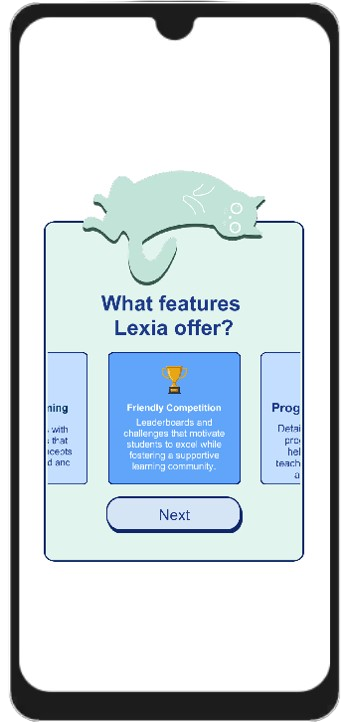 What features
Lexia offer?
ning
with
that
ncepts
d and
Friendly Competition
Leaderboards and
challenges that motivate
students to excel while
fostering a supportive
learning community.
Prog
Detai
pro
hel
teach
a
Next